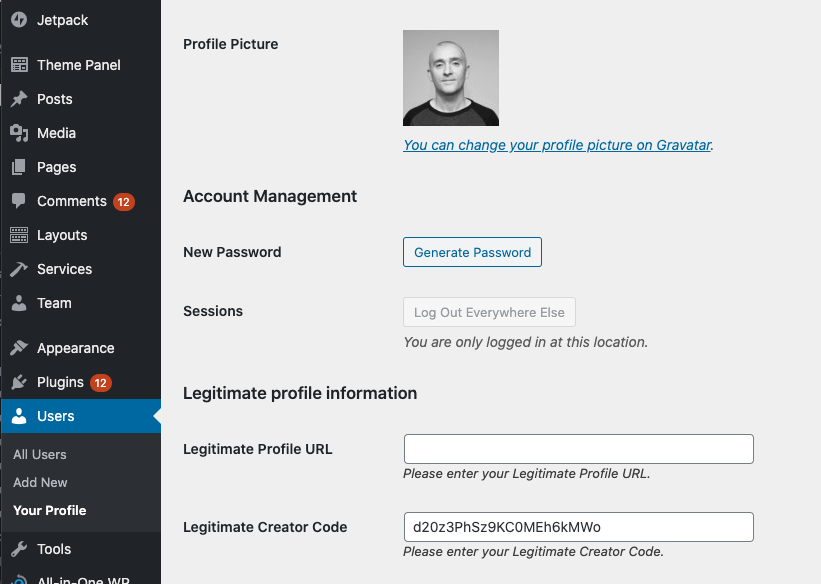 Jetpack
Theme Panel
Posts
Media
Pages
Comments 12
Layouts
Services
Team
Appearance
Plugins 12
Users
All Users
Add New
Your Profile
Tools
All-in-One WP
Profile Picture
You can change your profile picture on Gravatar.
Account Management
New Password
Generate Password
Sessions
Log Out Everywhere Else
You are only logged in at this location.
Legitimate profile information
Legitimate Profile URL
Please enter your Legitimate Profile URL.
Legitimate Creator Code
d20z3PhSz9KC0MEh6kMWo
Please enter your Legitimate Creator Code.